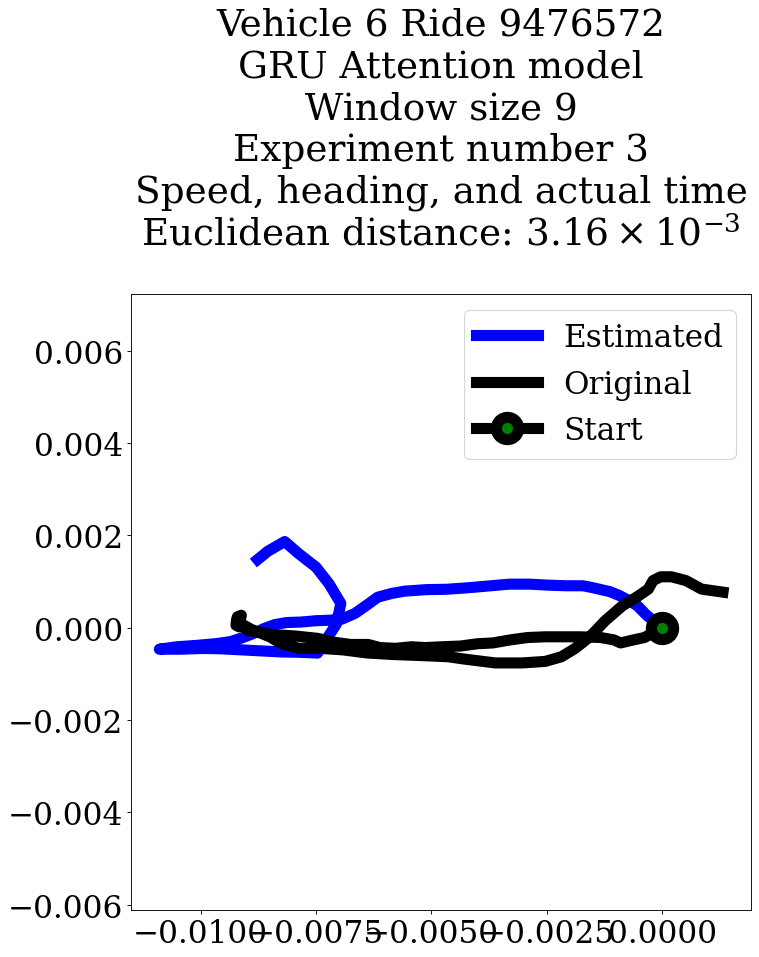 Vehicle 6 Ride 9476572
GRU Attention model
Window size 9
Experiment number 3
Speed, heading, and actual time
Euclidean distance: 3.16 × 10⁻³
Estimated
Original
Start
0.006
0.004
0.002
0.000
−0.002
−0.004
−0.006
−0.0100
−0.0075
−0.0050
−0.0025
0.0000